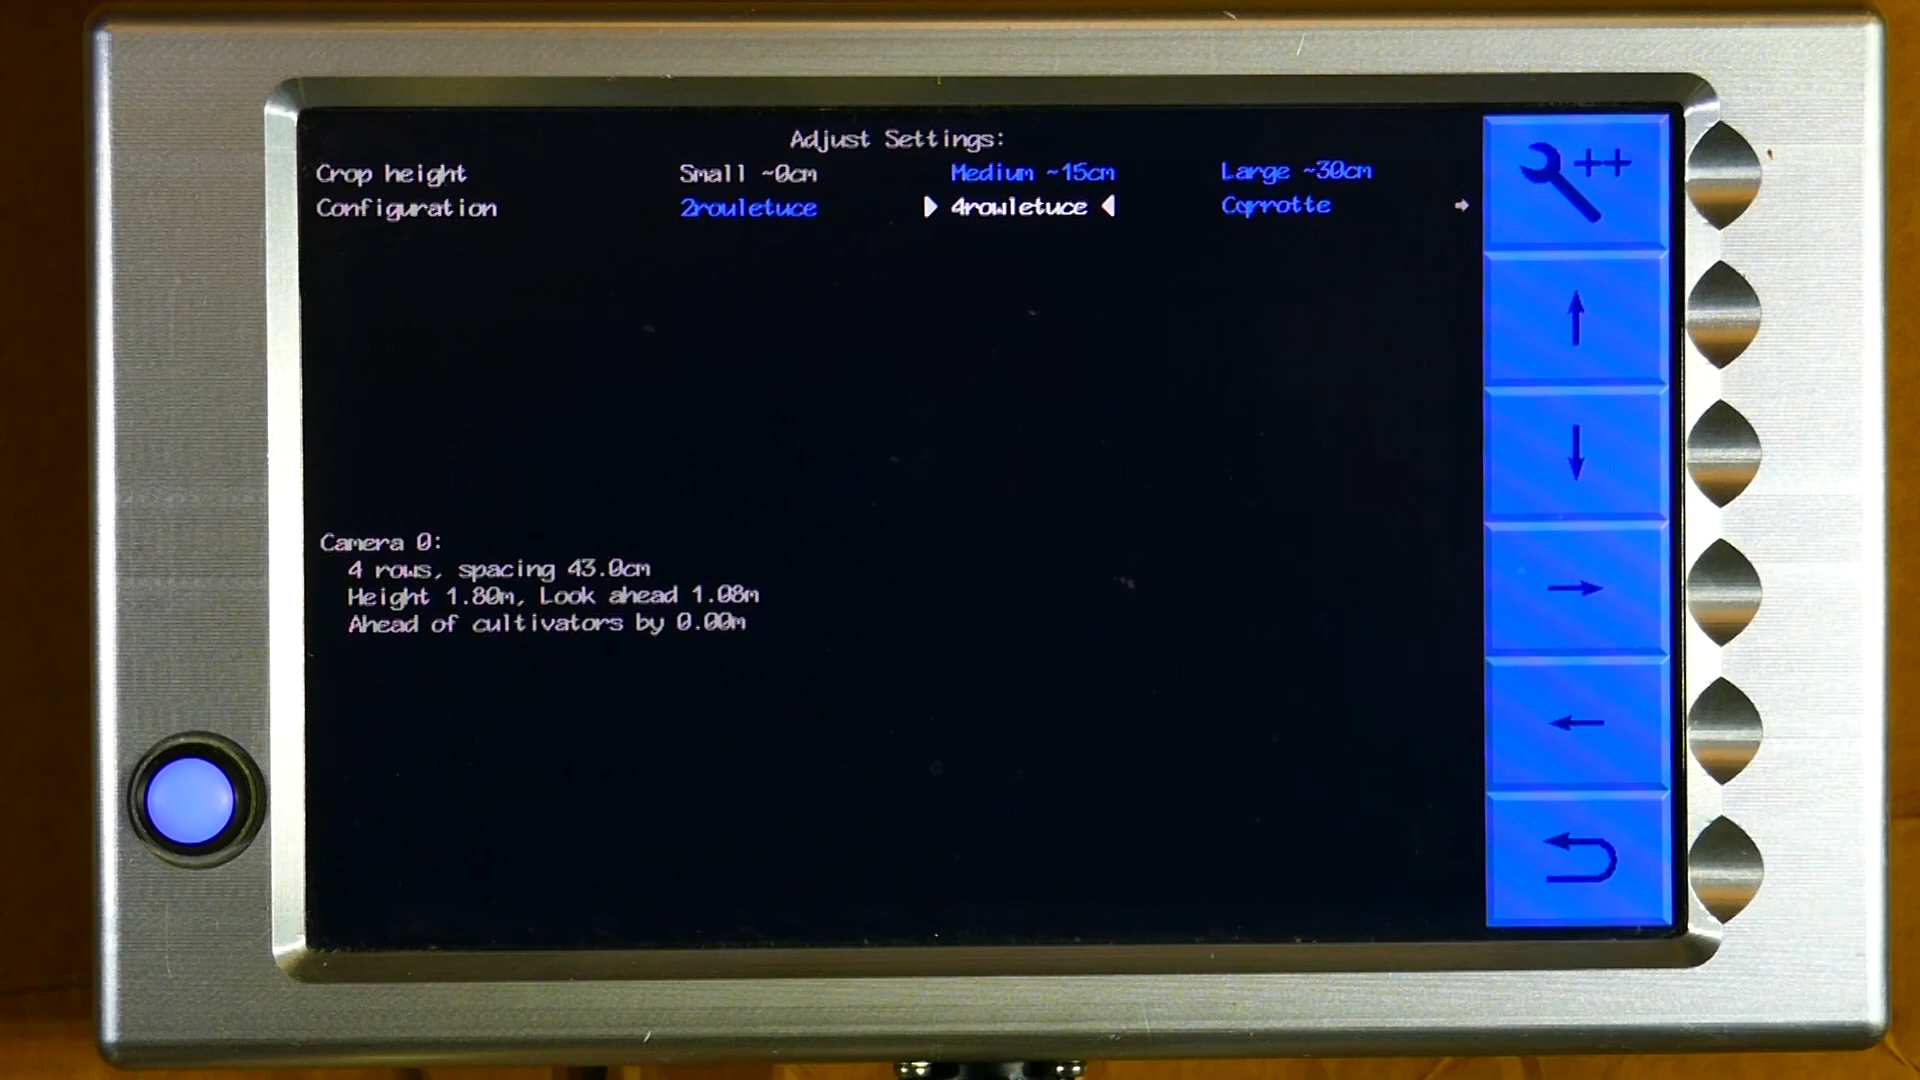 Adjust Settings:
Crop height Small ~0cm Medium ~15cm Large ~30cm
Configuration 2rowletuce 4rowletuce Carrotte
++
Camera 0:
4 rows, spacing 43.0cm
Height 1.80m, Look ahead 1.08m
Ahead of cultivators by 0.00m